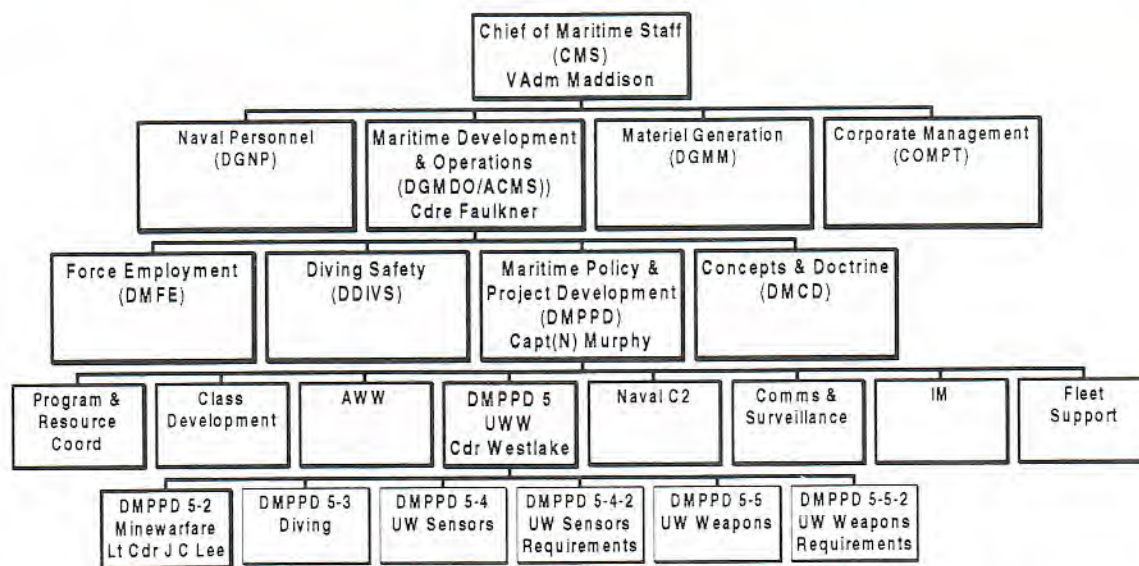 Chief of Maritime Staff
(CMS)
VAdm Maddison
Naval Personnel
(DGNP)
Maritime Development
& Operations
(DGMDO/ACMS))
Cdre Faulkner
Materiel Generation
(DGMM)
Corporate Management
(COMPT)
Force Employment
(DMFE)
Diving Safety
(DDIVS)
Maritime Policy &
Project Development
(DMPPD)
Capt(N) Murphy
Concepts & Doctrine
(DMCD)
Program &
Resource
Coord
Class
Development
AWW
DMPPD 5
UWW
Cdr Westlake
Naval C2
Comms &
Surveillance
IM
Fleet
Support
DMPPD 5-2
Minewarfare
Lt Cdr J C Lee
DMPPD 5-3
Diving
DMPPD 5-4
UW Sensors
DMPPD 5-4-2
UW Sensors
Requirements
DMPPD 5-5
UW Weapons
DMPPD 5-5-2
UW Weapons
Requirements